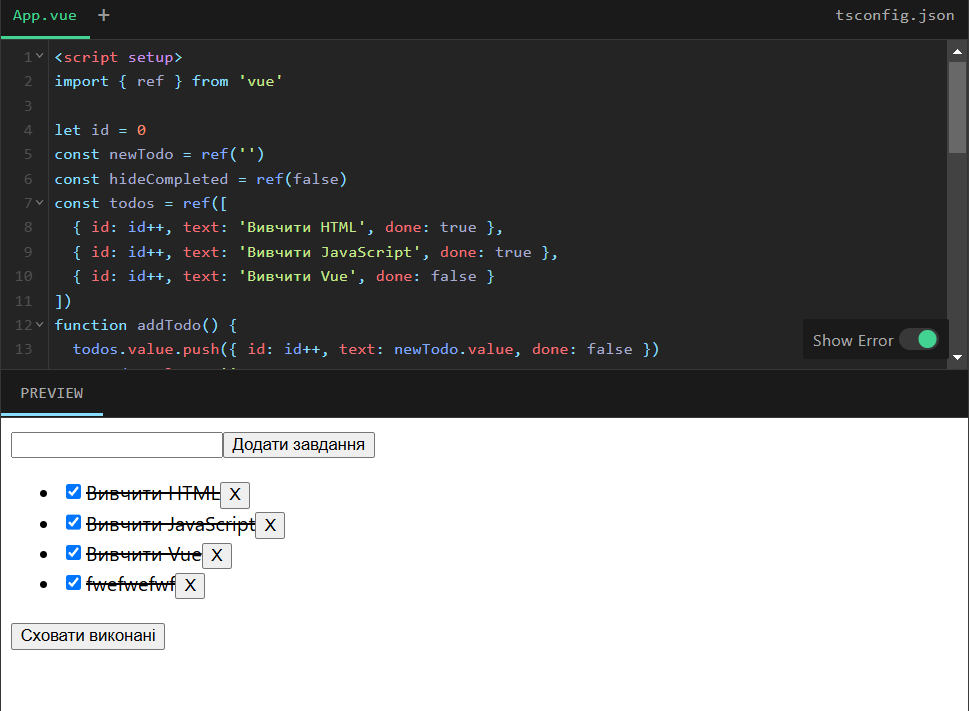 App.vue + tsconfig.json
1 <script setup>
2 import { ref } from 'vue'
3
4 let id = 0
5 const newTodo = ref('')
6 const hideCompleted = ref(false)
7 const todos = ref([
8 { id: id++, text: 'Вивчити HTML', done: true },
9 { id: id++, text: 'Вивчити JavaScript', done: true },
10 { id: id++, text: 'Вивчити Vue', done: false }
11 ])
12 function addTodo() {
13 todos.value.push({ id: id++, text: newTodo.value, done: false })
Show Error
PREVIEW
Додати завдання
Вивчити HTML X
Вивчити JavaScript X
Вивчити Vue X
fwefwefwf X
Сховати виконані